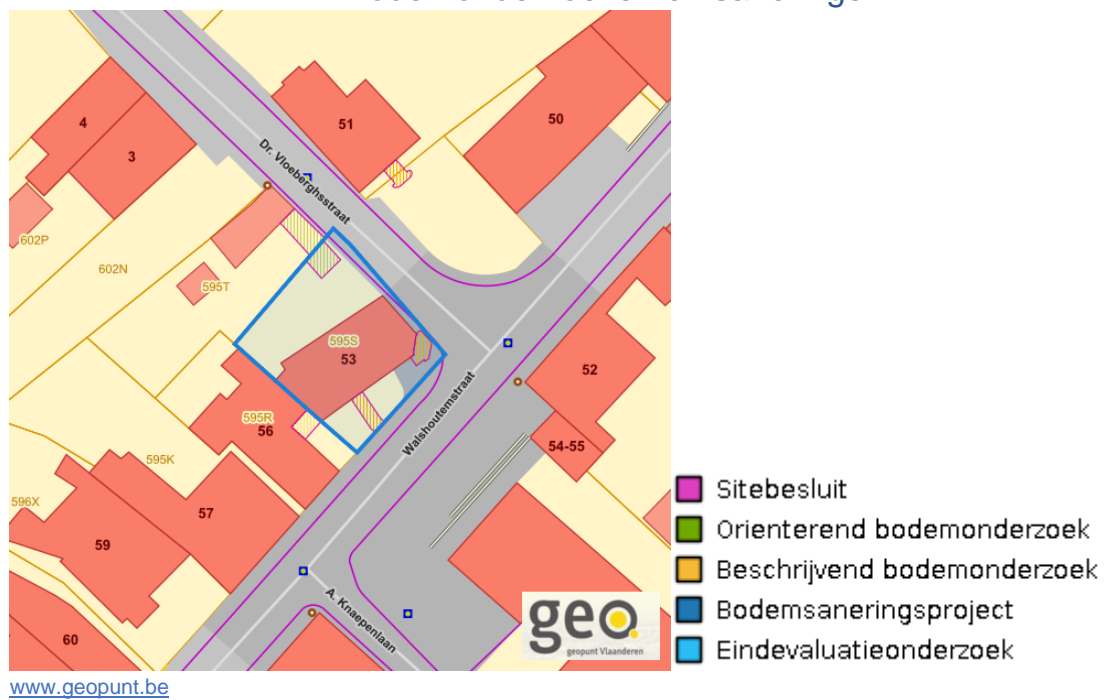 51
50
4
3
Dr. Vloeberghsstraat
602P
602N
595T
595S
53
52
595R
56
Walshoutemstraat
54-55
595K
596X
57
59
60
A. Knaepenlaan
geo
geopunt Vlaanderen
Sitebesluit
Orienterend bodemonderzoek
Beschrijvend bodemonderzoek
Bodemsaneringsproject
Eindevaluatieonderzoek
www.geopunt.be